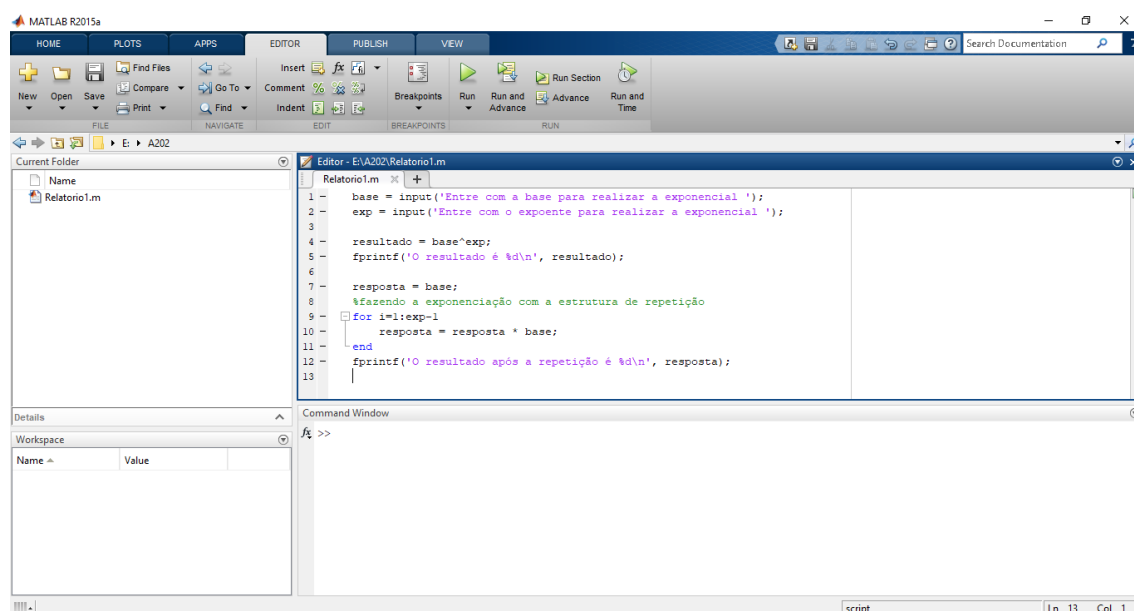 MATLAB R2015a
HOME PLOTS APPS EDITOR PUBLISH VIEW
Search Documentation
New Open Save Find Files Compare Print
FILE
Go To Find
NAVIGATE
Insert fx
Comment
Indent
EDIT
Breakpoints
BREAKPOINTS
Run Run and Advance Run Section Advance Run and Time
RUN
E: A202
Current Folder
Name
Relatorio1.m
Editor - E:\A202\Relatorio1.m
Relatorio1.m
1 base = input('Entre com a base para realizar a exponencial ');
2 exp = input('Entre com o expoente para realizar a exponencial ');
3
4 resultado = base^exp;
5 fprintf('O resultado é %d\n', resultado);
6
7 resposta = base;
8 %fazendo a exponenciação com a estrutura de repetição
9 for i=1:exp-1
10 resposta = resposta * base;
11 end
12 fprintf('O resultado após a repetição é %d\n', resposta);
13
Details
Workspace
Name Value
Command Window
fx >>
script Ln 13 Col 1